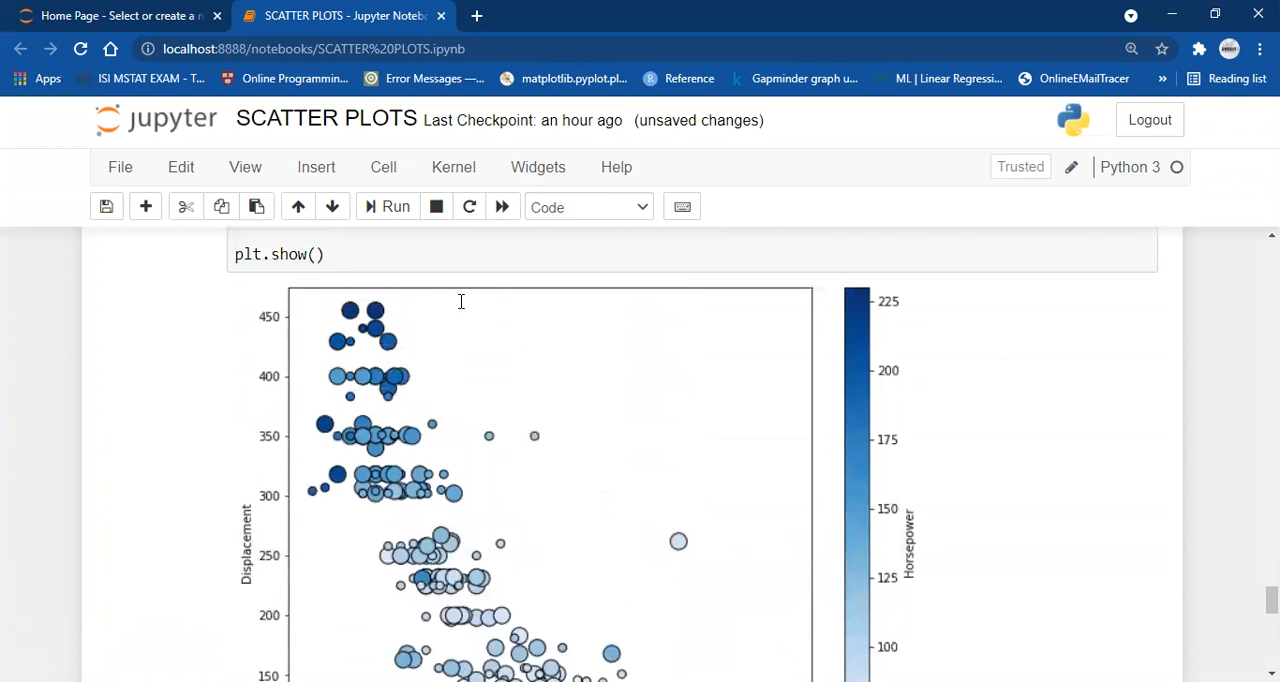 Home Page - Select or create a n
SCATTER PLOTS - Jupyter Noteb
localhost:8888/notebooks/SCATTER%20PLOTS.ipynb
Apps ISI MSTAT EXAM - T... Online Programmin... Error Messages —... matplotlib.pyplot.pl... Reference Gapminder graph u... ML | Linear Regressi... OnlineEMailTracer » Reading list
jupyter SCATTER PLOTS Last Checkpoint: an hour ago (unsaved changes) Logout
File Edit View Insert Cell Kernel Widgets Help Trusted Python 3
Run Code
plt.show()
450
400
350
300
250
200
150
Displacement
225
200
175
150
125
100
Horsepower